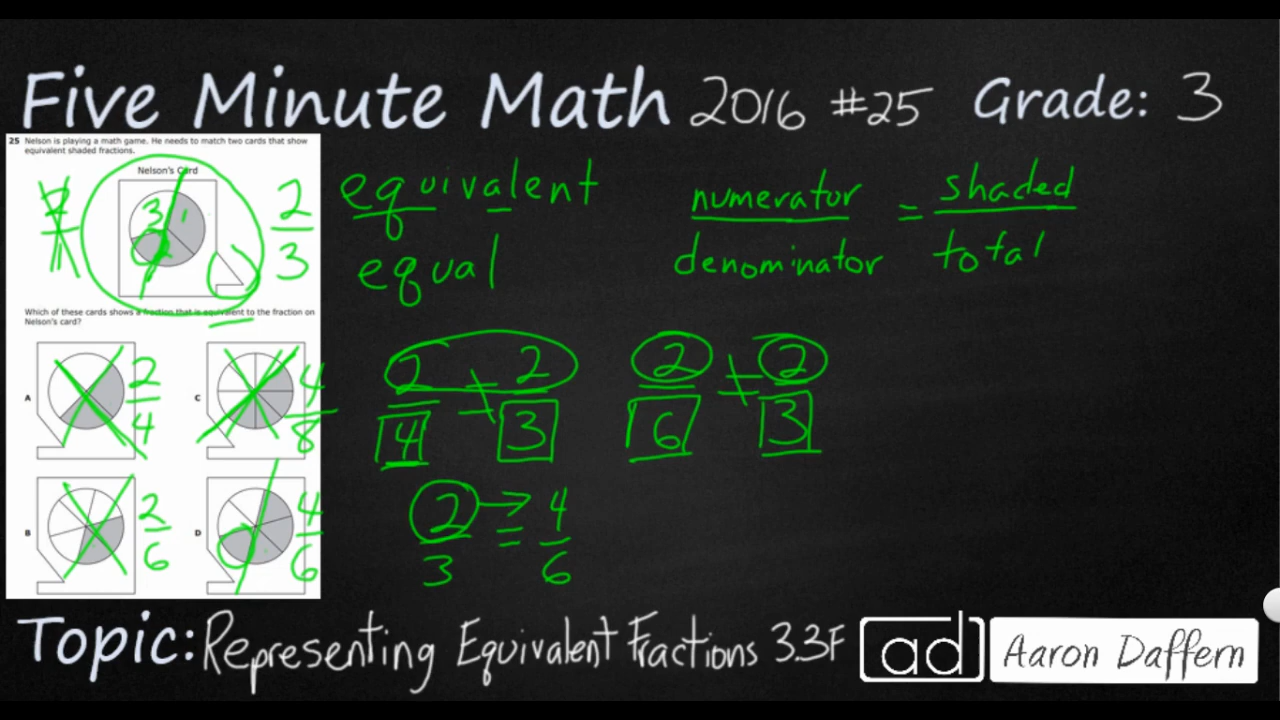 Five Minute Math 2016 #25 Grade: 3
25 Nelson is playing a math game. He needs to match two cards that show
equivalent shaded fractions.
Nelson's Card
3 1
2
2
3
Which of these cards shows a fraction that is equivalent to the fraction on
Nelson's card?
A
2
4
C
4
8
B
2
6
D
4
6
equivalent
equal
numerator = shaded
denominator total
2 ≠ 2
4 3
2 ≠ 2
6 3
2 → = 4
3 6
Topic: Representing Equivalent Fractions 3.3F
ad Aaron Daffern